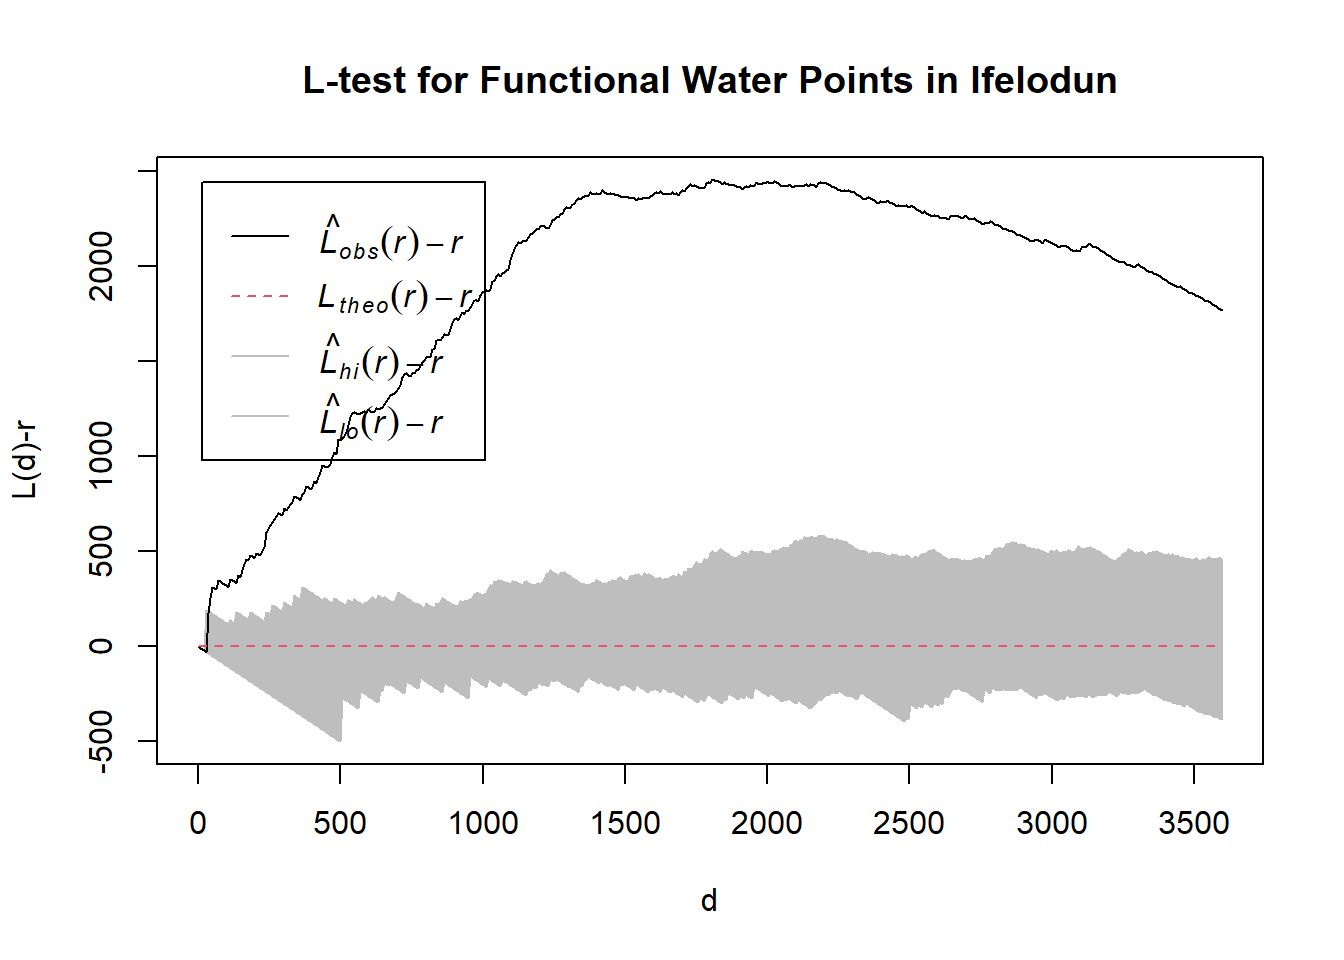 L-test for Functional Water Points in Ifelodun
L̂obs(r) – r
Ltheo(r) – r
L̂hi(r) – r
L̂lo(r) – r
L(d)-r
2000
1000
500
0
-500
0 500 1000 1500 2000 2500 3000 3500
d